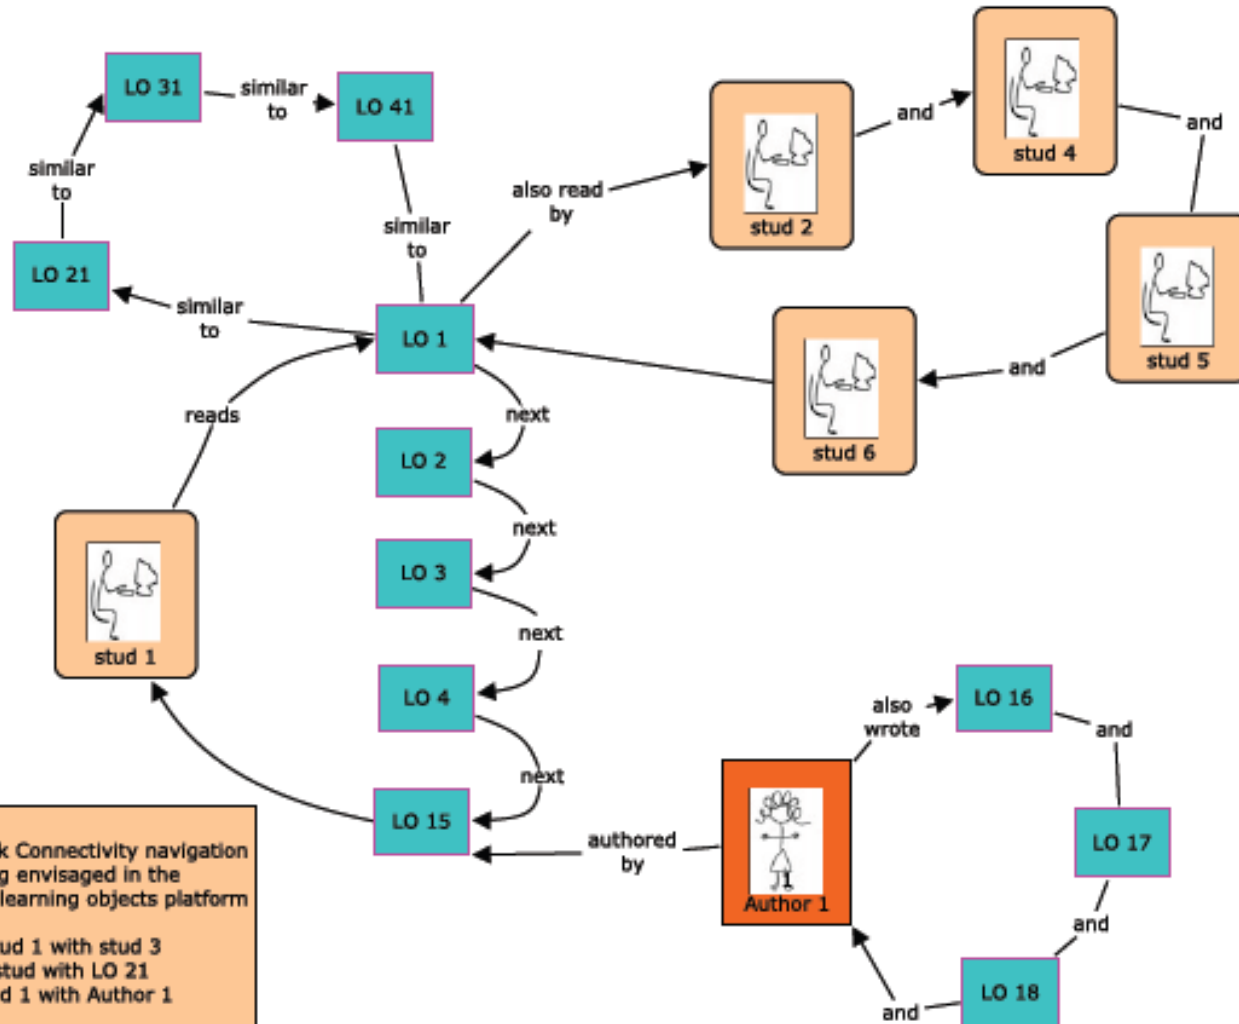 LO 31
similar
to
LO 41
similar
to
LO 21
similar
to
similar
to
LO 1
also read
by
stud 2
and
stud 4
and
stud 5
and
stud 6
reads
next
LO 2
next
LO 3
next
LO 4
next
LO 15
stud 1
authored
by
1
Author 1
also
wrote
LO 16
and
LO 17
and
LO 18
and
Connectivity navigation
envisaged in the
learning objects platform
1 with stud 3
stud with LO 21
1 with Author 1